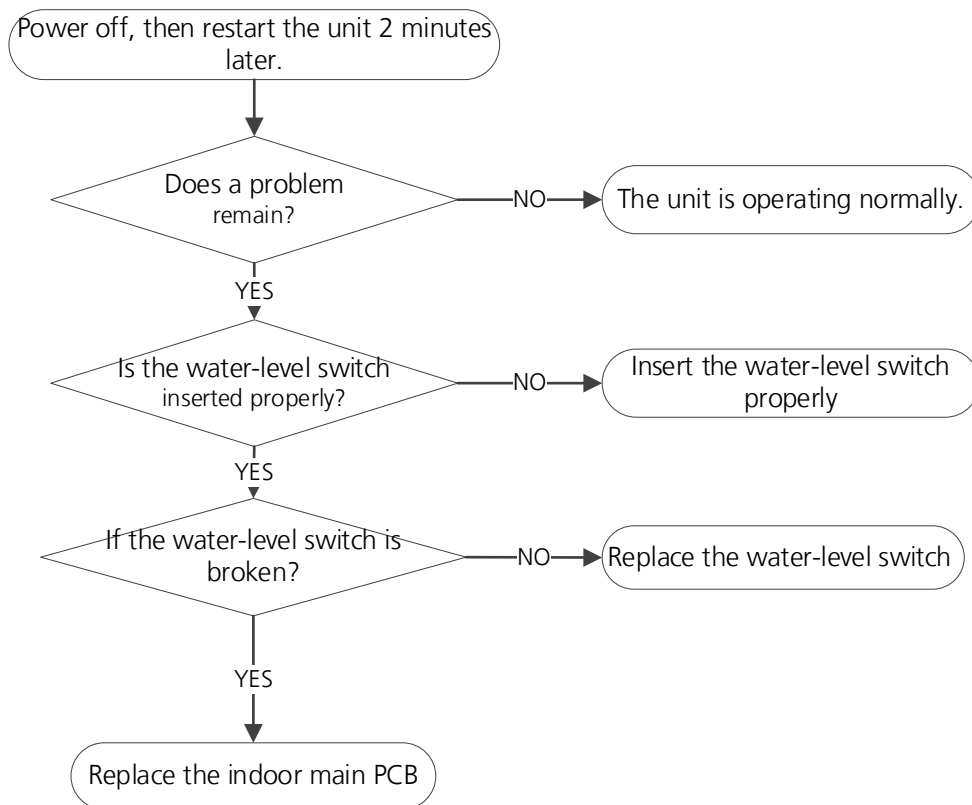 Power off, then restart the unit 2 minutes
later.
Does a problem
remain?
NO
The unit is operating normally.
YES
Is the water-level switch
inserted properly?
NO
Insert the water-level switch
properly
YES
If the water-level switch is
broken?
NO
Replace the water-level switch
YES
Replace the indoor main PCB